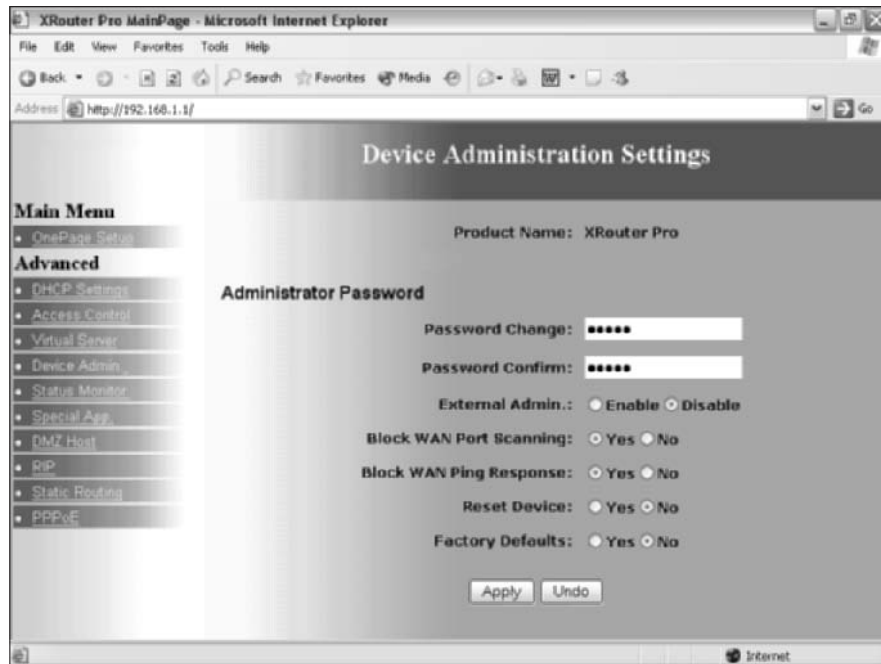 XRouter Pro MainPage - Microsoft Internet Explorer
File Edit View Favorites Tools Help
Back Search Favorites Media
Address http://192.168.1.1/ Go
Device Administration Settings
Main Menu
OnePage Setup
Advanced
DHCP Settings
Access Control
Virtual Server
Device Admin.
Status Monitor
Special App.
DMZ Host
RIP
Static Routing
PPPoE
Product Name: XRouter Pro
Administrator Password
Password Change: •••••
Password Confirm: •••••
External Admin.: Enable Disable
Block WAN Port Scanning: Yes No
Block WAN Ping Response: Yes No
Reset Device: Yes No
Factory Defaults: Yes No
Apply Undo
Internet